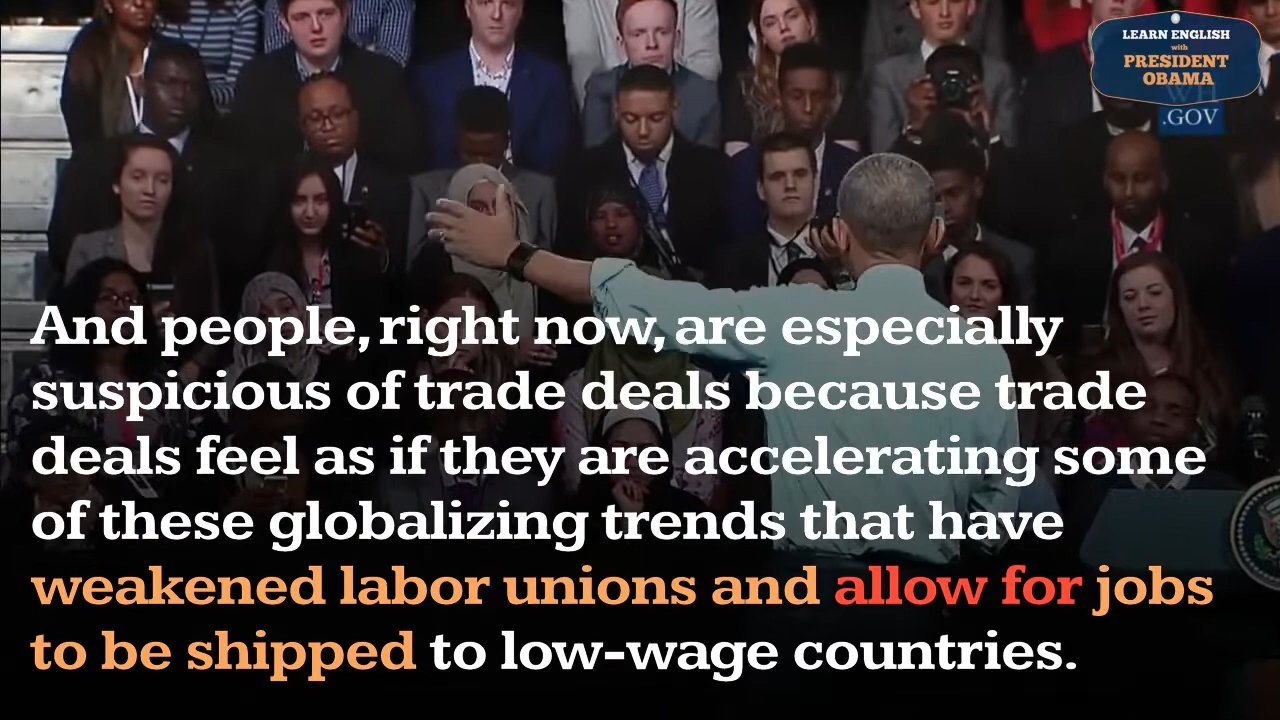 LEARN ENGLISH
with
PRESIDENT
OBAMA
.GOV
And people, right now, are especially
suspicious of trade deals because trade
deals feel as if they are accelerating some
of these globalizing trends that have
weakened labor unions and allow for jobs
to be shipped to low-wage countries.